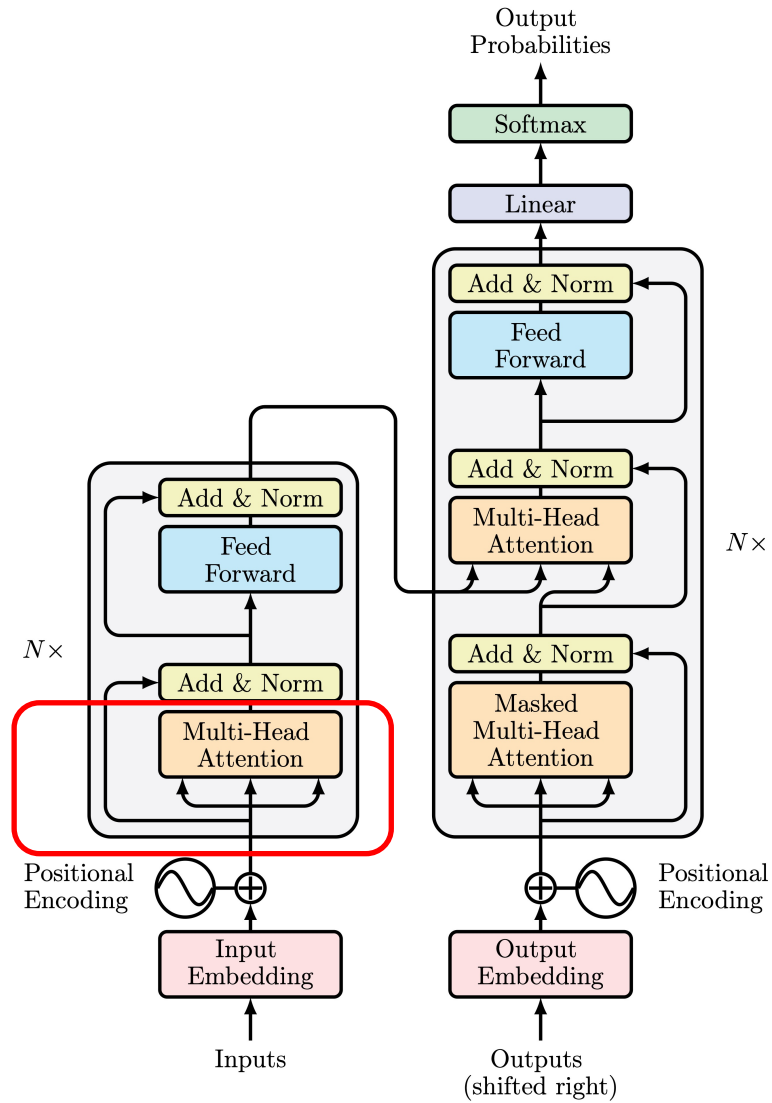 Output
Probabilities
Softmax
Linear
Add & Norm
Feed
Forward
Add & Norm
Multi-Head
Attention
N×
Add & Norm
Masked
Multi-Head
Attention
Add & Norm
Feed
Forward
N×
Add & Norm
Multi-Head
Attention
Positional
Encoding
Positional
Encoding
Input
Embedding
Output
Embedding
Inputs
Outputs
(shifted right)